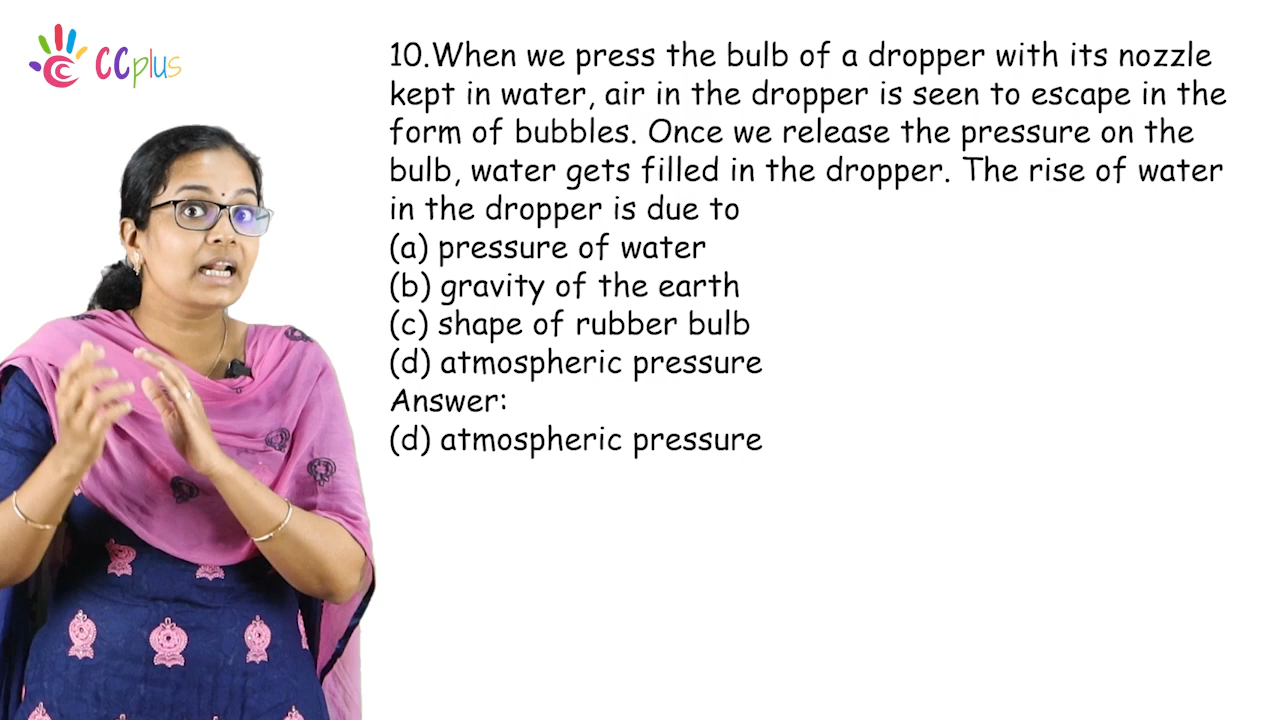 CCplus
10.When we press the bulb of a dropper with its nozzle
kept in water, air in the dropper is seen to escape in the
form of bubbles. Once we release the pressure on the
bulb, water gets filled in the dropper. The rise of water
in the dropper is due to
(a) pressure of water
(b) gravity of the earth
(c) shape of rubber bulb
(d) atmospheric pressure
Answer:
(d) atmospheric pressure